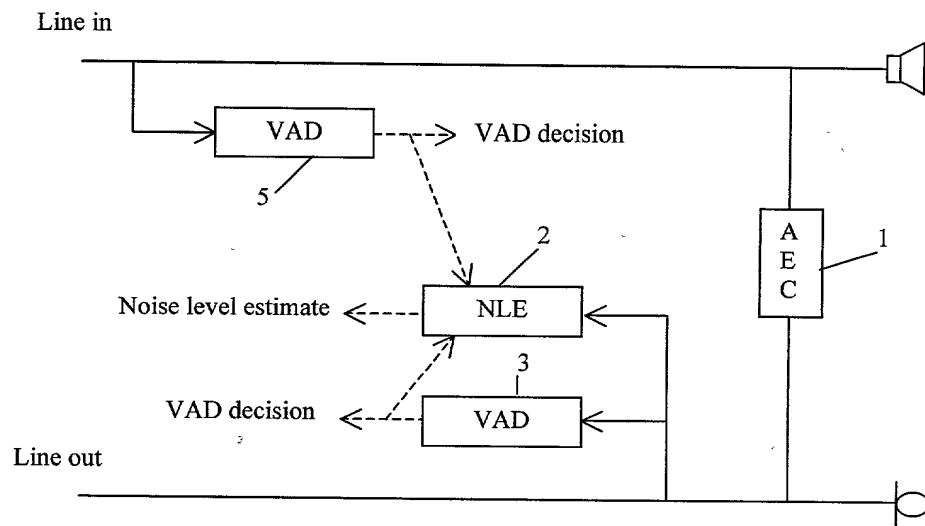 Line in
VAD
VAD decision
5
2
A
E
C
1
Noise level estimate
NLE
3
VAD decision
VAD
Line out